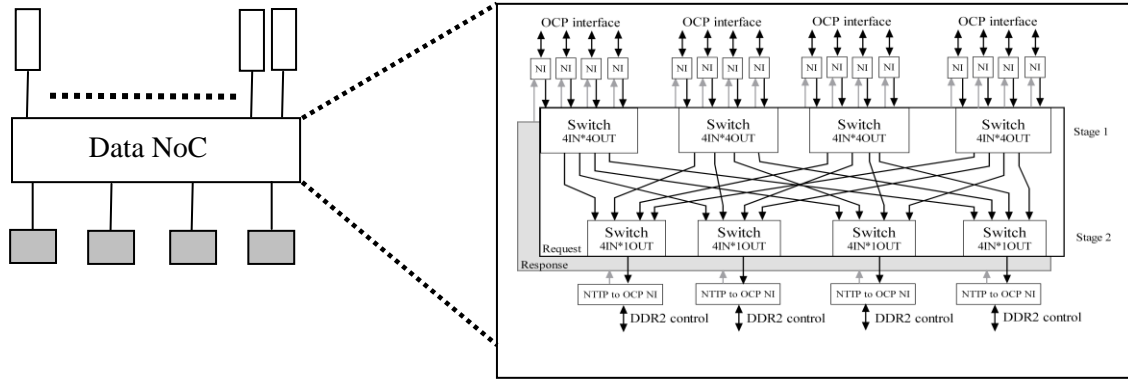 OCP interface OCP interface OCP interface OCP interface
NI NI NI NI NI NI NI NI NI NI NI NI NI NI NI NI
Switch Switch Switch Switch
4IN*4OUT 4IN*4OUT 4IN*4OUT 4IN*4OUT
Stage 1
Data NoC
Switch Switch Switch Switch
4IN*1OUT 4IN*1OUT 4IN*1OUT 4IN*1OUT
Stage 2
Request
Response
NTTP to OCP NI NTTP to OCP NI NTTP to OCP NI NTTP to OCP NI
DDR2 control DDR2 control DDR2 control DDR2 control